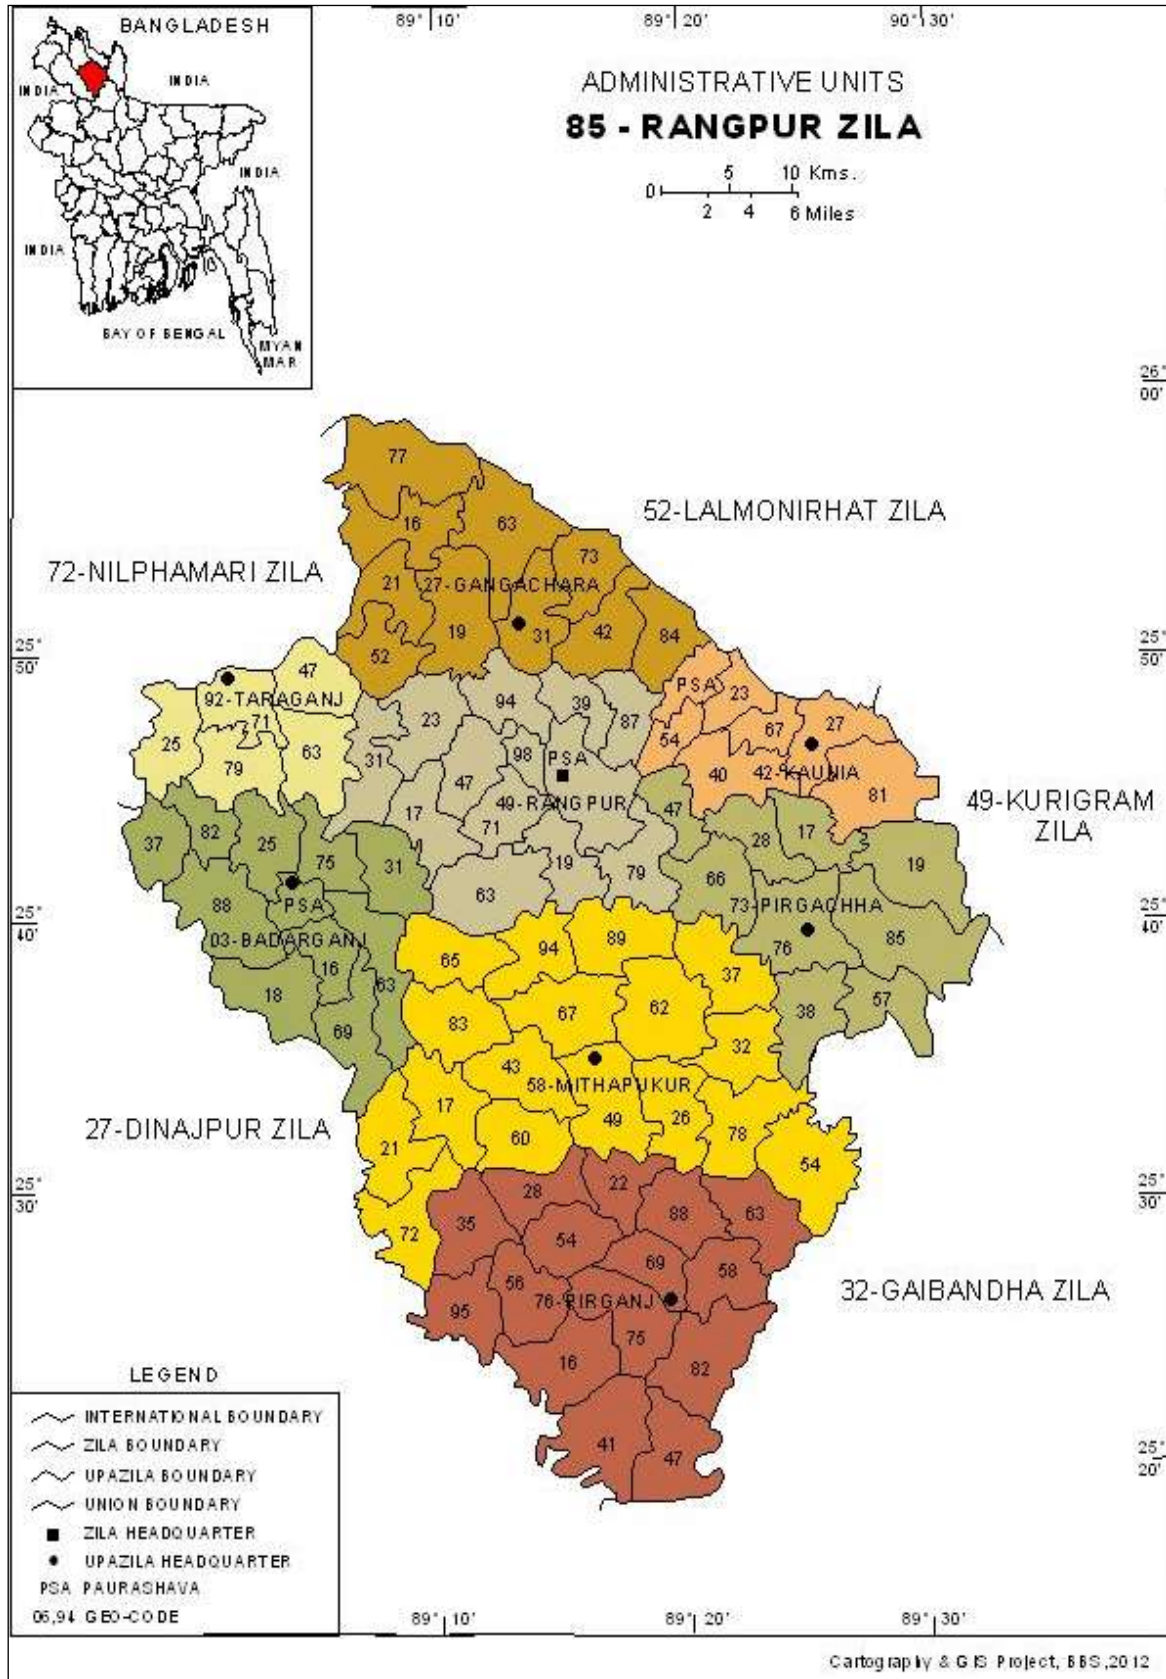 89° 10'
89° 20'
90° 30'
BANGLADESH
INDIA
INDIA
INDIA
INDIA
BAY OF BENGAL
MYAN
MAR
ADMINISTRATIVE UNITS
85 - RANGPUR ZILA
5 10 Kms.
0
2 4 6 Miles
26°
00'
77
52-LALMONIRHAT ZILA
16
63
73
72-NILPHAMARI ZILA
21
27-GANGACHARA
19
31
42
84
52
25°
50'
25°
50'
47
92-TARAGANJ
71
25
79
63
94
39
23
87
31
98
PSA
47
49-RANGPUR
17
71
19
79
63
PSA
23
27
54
67
40
42-KAUNIA
81
49-KURIGRAM
ZILA
37
82
25
75
31
88
PSA
03-BADARGANJ
16
18
63
69
47
28
17
19
66
73-PIRGACHHA
76
85
38
57
25°
40'
25°
40'
65
94
89
37
83
67
62
32
43
58-MITHAPUKUR
17
49
26
78
60
21
54
72
27-DINAJPUR ZILA
25°
30'
25°
30'
28
22
35
88
63
54
69
58
56
76-PIRGANJ
95
75
16
82
41
47
32-GAIBANDHA ZILA
25°
20'
LEGEND
INTERNATIONAL BOUNDARY
ZILA BOUNDARY
UPAZILA BOUNDARY
UNION BOUNDARY
ZILA HEADQUARTER
UPAZILA HEADQUARTER
PSA PAURASHAVA
06,94 GEO-CODE
89° 10'
89° 20'
89° 30'
Cartography & GIS Project, BBS,2012